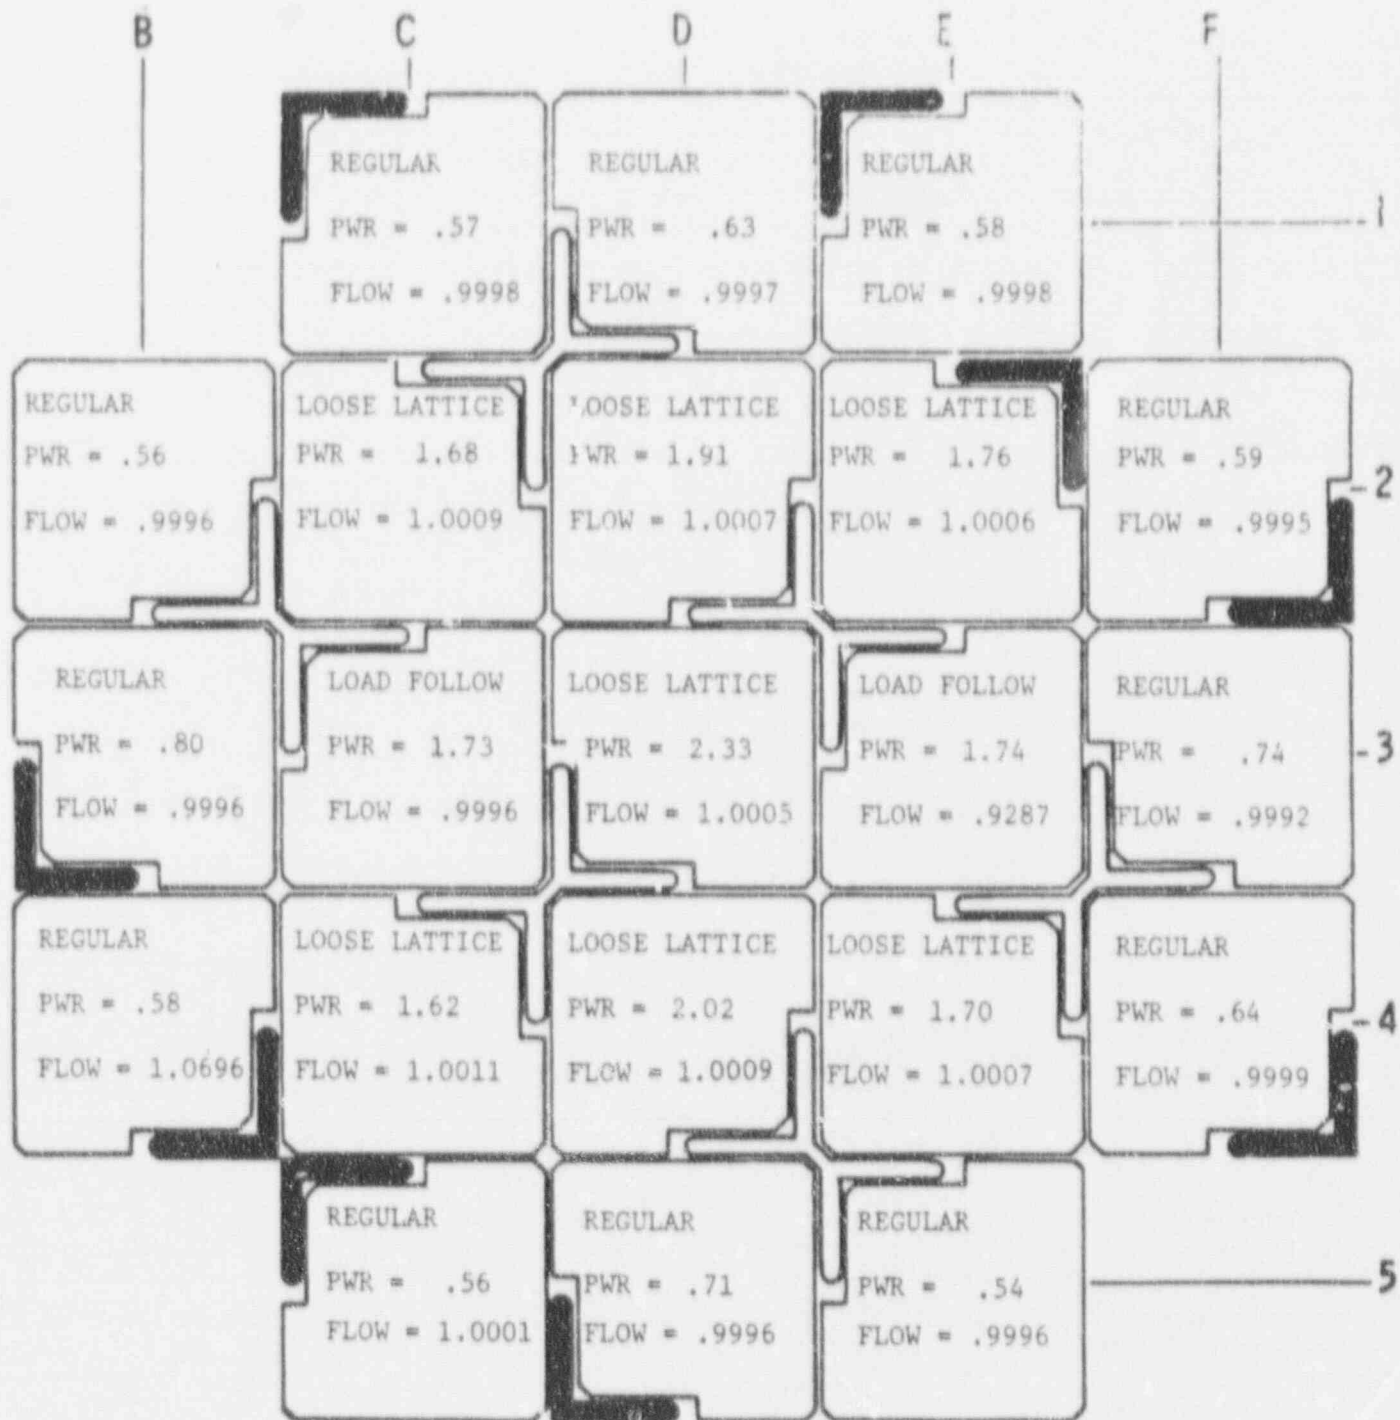 B C D E F
REGULAR
PWR = .57
FLOW = .9998
REGULAR
PWR = .63
FLOW = .9997
REGULAR
PWR = .58
FLOW = .9998
1
REGULAR
PWR = .56
FLOW = .9996
LOOSE LATTICE
PWR = 1.68
FLOW = 1.0009
LOOSE LATTICE
PWR = 1.91
FLOW = 1.0007
LOOSE LATTICE
PWR = 1.76
FLOW = 1.0006
REGULAR
PWR = .59
FLOW = .9995
2
REGULAR
PWR = .80
FLOW = .9996
LOAD FOLLOW
PWR = 1.73
FLOW = .9996
LOOSE LATTICE
PWR = 2.33
FLOW = 1.0005
LOAD FOLLOW
PWR = 1.74
FLOW = .9287
REGULAR
PWR = .74
FLOW = .9992
3
REGULAR
PWR = .58
FLOW = 1.0696
LOOSE LATTICE
PWR = 1.62
FLOW = 1.0011
LOOSE LATTICE
PWR = 2.02
FLOW = 1.0009
LOOSE LATTICE
PWR = 1.70
FLOW = 1.0007
REGULAR
PWR = .64
FLOW = .9999
4
REGULAR
PWR = .56
FLOW = 1.0001
REGULAR
PWR = .71
FLOW = .9996
REGULAR
PWR = .54
FLOW = .9996
5